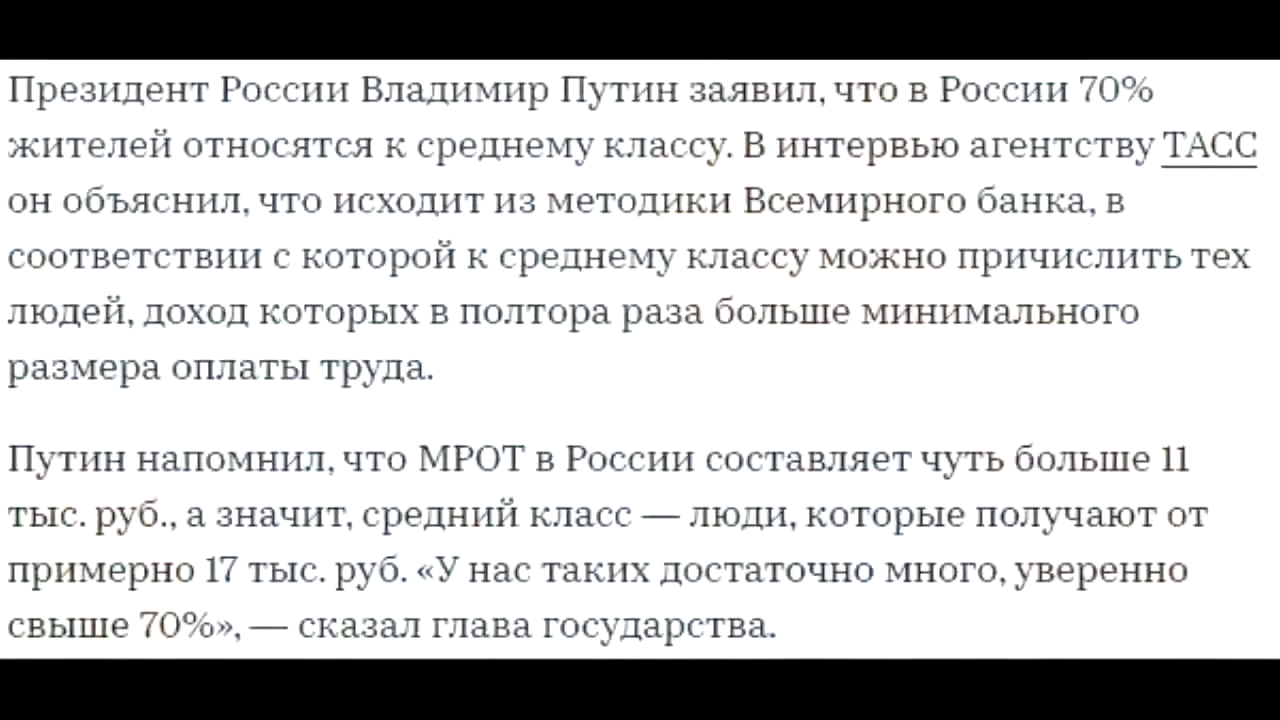 Президент России Владимир Путин заявил, что в России 70%
жителей относятся к среднему классу. В интервью агентству ТАСС
он объяснил, что исходит из методики Всемирного банка, в
соответствии с которой к среднему классу можно причислить тех
людей, доход которых в полтора раза больше минимального
размера оплаты труда.
Путин напомнил, что МРОТ в России составляет чуть больше 11
тыс. руб., а значит, средний класс — люди, которые получают от
примерно 17 тыс. руб. «У нас таких достаточно много, уверенно
свыше 70%», — сказал глава государства.